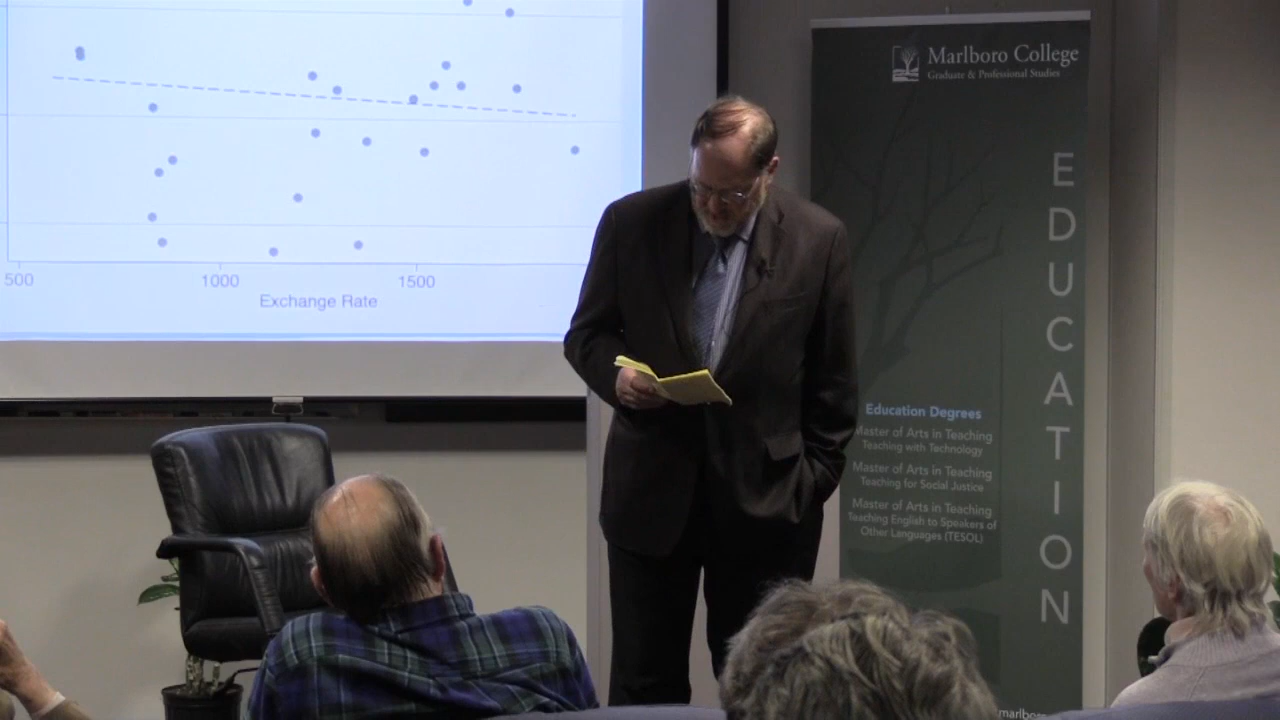 500
1000
1500
Exchange Rate
Marlboro College
Graduate & Professional Studies
EDUCATION
Education Degrees
Master of Arts in Teaching
Teaching with Technology
Master of Arts in Teaching
Teaching for Social Justice
Master of Arts in Teaching
Teaching English to Speakers of
Other Languages (TESOL)